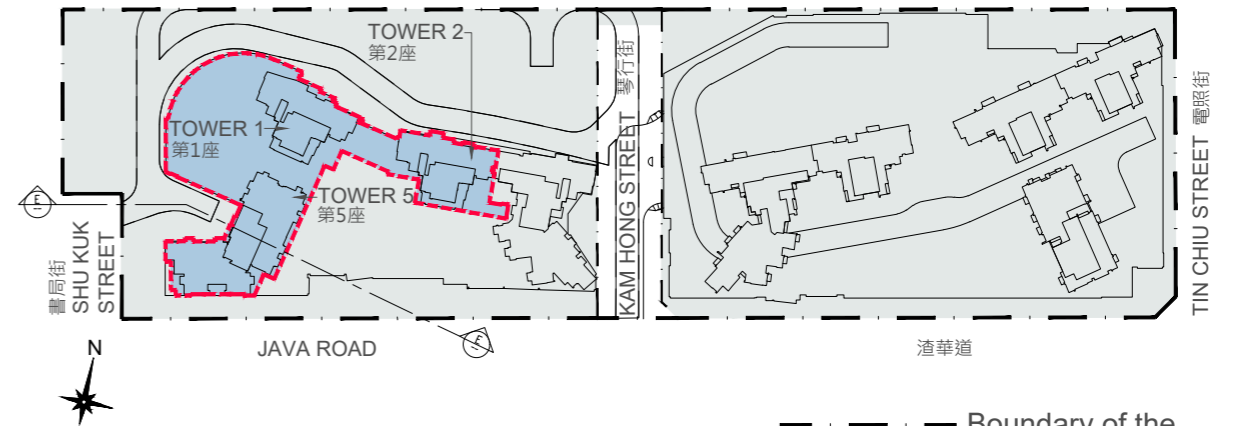 TOWER 2
第2座
TOWER 1
第1座
TOWER 5
第5座
E
書局街
SHU KUK
STREET
KAM HONG STREET 琴行街
TIN CHIU STREET 電照街
E
JAVA ROAD
渣華道
N
Boundary of the